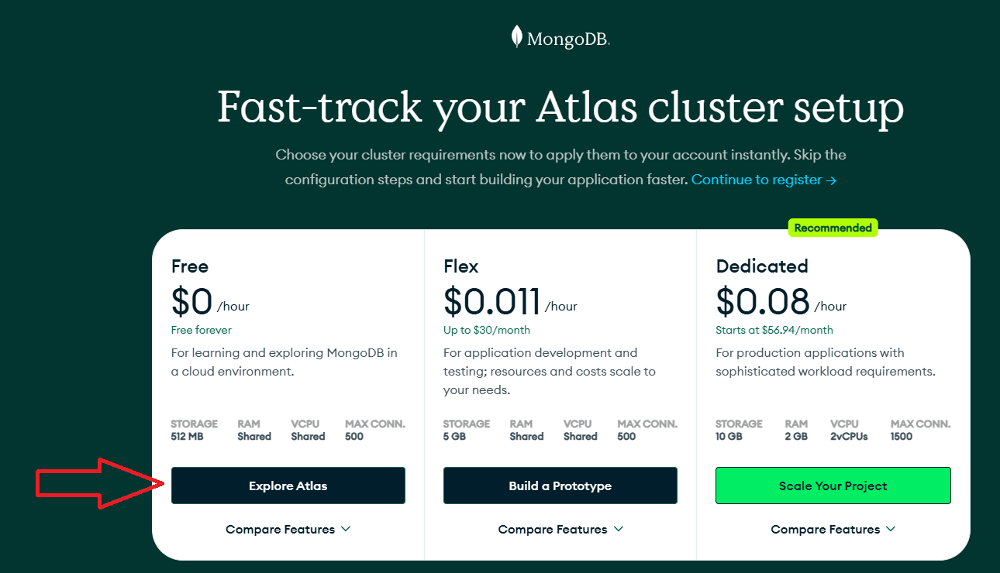 MongoDB.
Fast-track your Atlas cluster setup
Choose your cluster requirements now to apply them to your account instantly. Skip the
configuration steps and start building your application faster. Continue to register →
Free
$0 /hour
Free forever
For learning and exploring MongoDB in
a cloud environment.
STORAGE RAM VCPU MAX CONN.
512 MB Shared Shared 500
Explore Atlas
Compare Features
Flex
$0.011 /hour
Up to $30/month
For application development and
testing; resources and costs scale to
your needs.
STORAGE RAM VCPU MAX CONN.
5 GB Shared Shared 500
Build a Prototype
Compare Features
Recommended
Dedicated
$0.08 /hour
Starts at $56.94/month
For production applications with
sophisticated workload requirements.
STORAGE RAM VCPU MAX CONN.
10 GB 2 GB 2vCPUs 1500
Scale Your Project
Compare Features